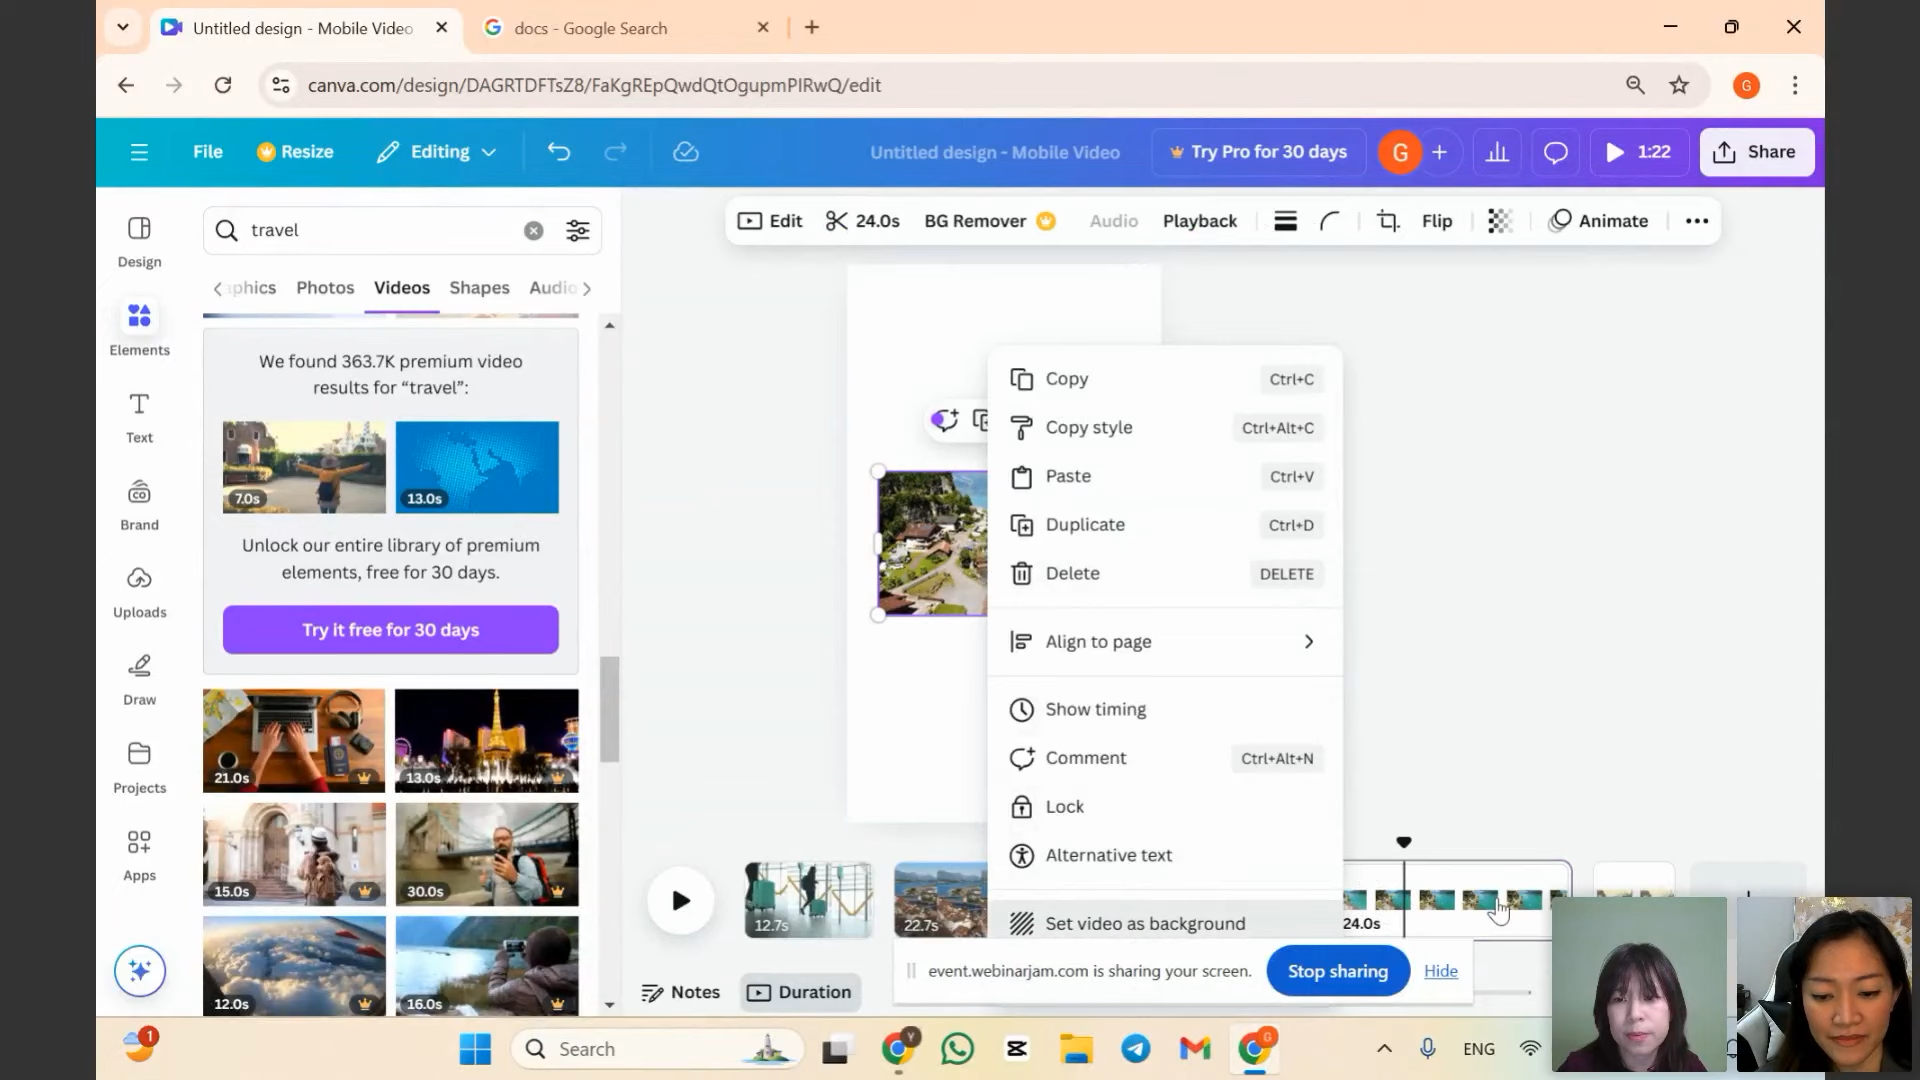 Untitled design - Mobile Video
docs - Google Search
canva.com/design/DAGRTDFTsZ8/FaKgREpQwdQtOgupmPIRwQ/edit
G
File
Resize
Editing
Untitled design - Mobile Video
Try Pro for 30 days
G
1:22
Share
Design
Elements
Text
Brand
Uploads
Draw
Projects
Apps
travel
aphics
Photos
Videos
Shapes
Audio
We found 363.7K premium video
results for “travel”:
7.0s
13.0s
Unlock our entire library of premium
elements, free for 30 days.
Try it free for 30 days
21.0s
13.0s
15.0s
30.0s
12.0s
16.0s
Edit
24.0s
BG Remover
Audio
Playback
Flip
Animate
Copy
Ctrl+C
Copy style
Ctrl+Alt+C
Paste
Ctrl+V
Duplicate
Ctrl+D
Delete
DELETE
Align to page
Show timing
Comment
Ctrl+Alt+N
Lock
Alternative text
Set video as background
12.7s
22.7s
24.0s
event.webinarjam.com is sharing your screen.
Stop sharing
Hide
Notes
Duration
1
Search
Y
G
ENG